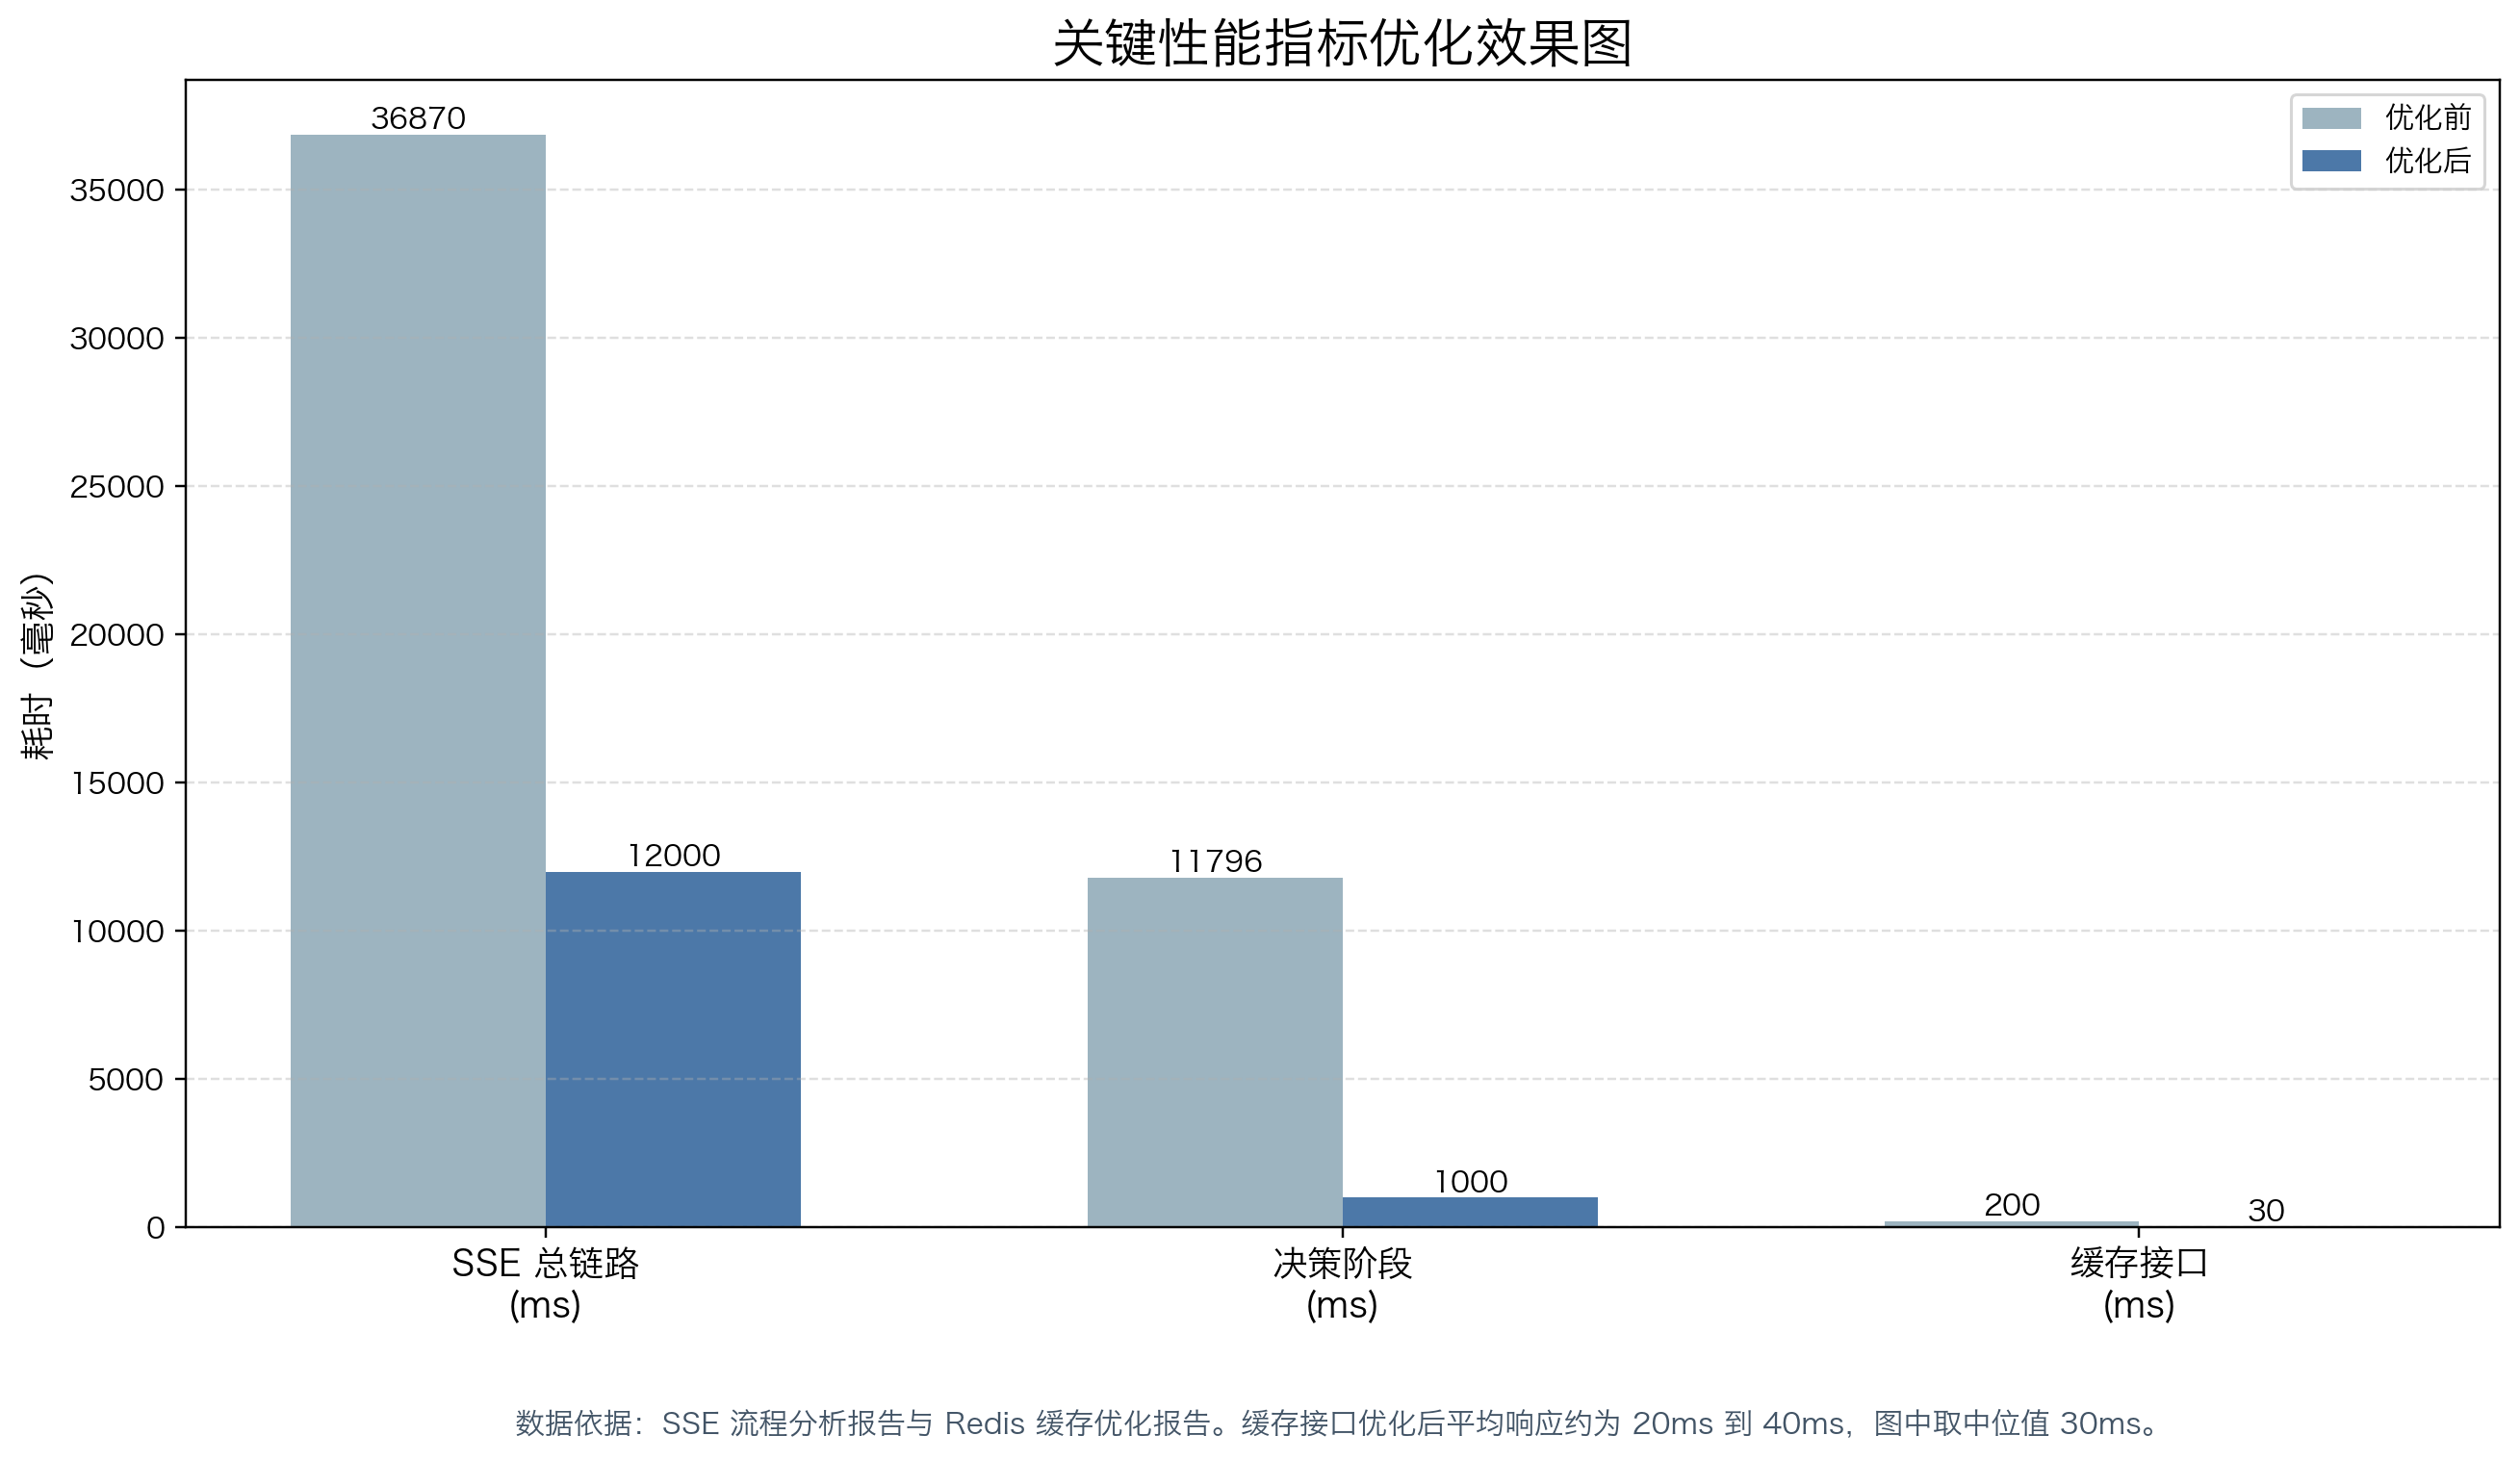 关键性能指标优化效果图
优化前
优化后
耗时（毫秒）
35000
30000
25000
20000
15000
10000
5000
0
36870
12000
11796
1000
200
30
SSE 总链路
(ms)
决策阶段
(ms)
缓存接口
(ms)
数据依据：SSE 流程分析报告与 Redis 缓存优化报告。缓存接口优化后平均响应约为 20ms 到 40ms，图中取中位值 30ms。